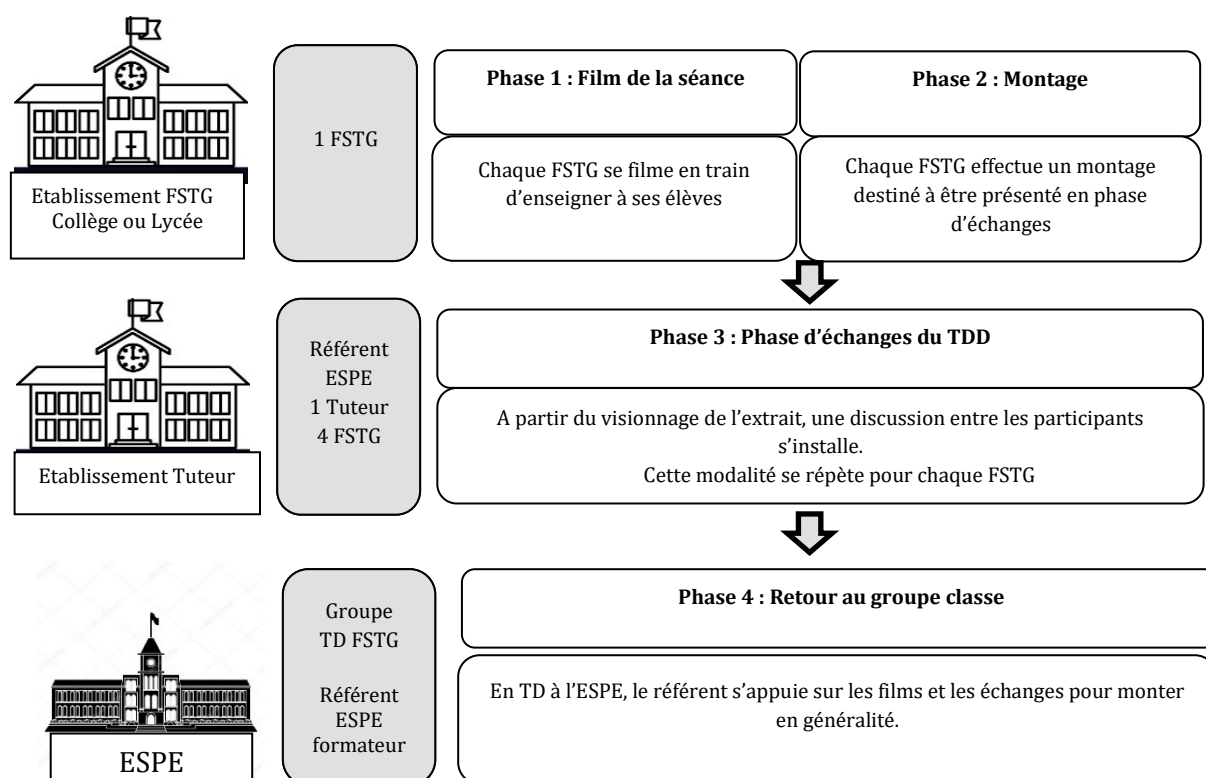 Etablissement FSTG
Collège ou Lycée
1 FSTG
Phase 1 : Film de la séance
Chaque FSTG se filme en train
d’enseigner à ses élèves
Phase 2 : Montage
Chaque FSTG effectue un montage
destiné à être présenté en phase
d’échanges
Etablissement Tuteur
Référent
ESPE
1 Tuteur
4 FSTG
Phase 3 : Phase d’échanges du TDD
A partir du visionnage de l’extrait, une discussion entre les participants
s’installe.
Cette modalité se répète pour chaque FSTG
ESPE
Groupe
TD FSTG
Référent
ESPE
formateur
Phase 4 : Retour au groupe classe
En TD à l’ESPE, le référent s’appuie sur les films et les échanges pour monter
en généralité.